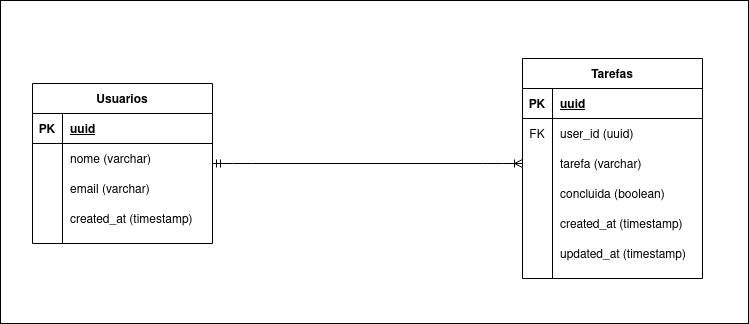 Usuarios
PK uuid
nome (varchar)
email (varchar)
created_at (timestamp)
Tarefas
PK uuid
FK user_id (uuid)
tarefa (varchar)
concluida (boolean)
created_at (timestamp)
updated_at (timestamp)